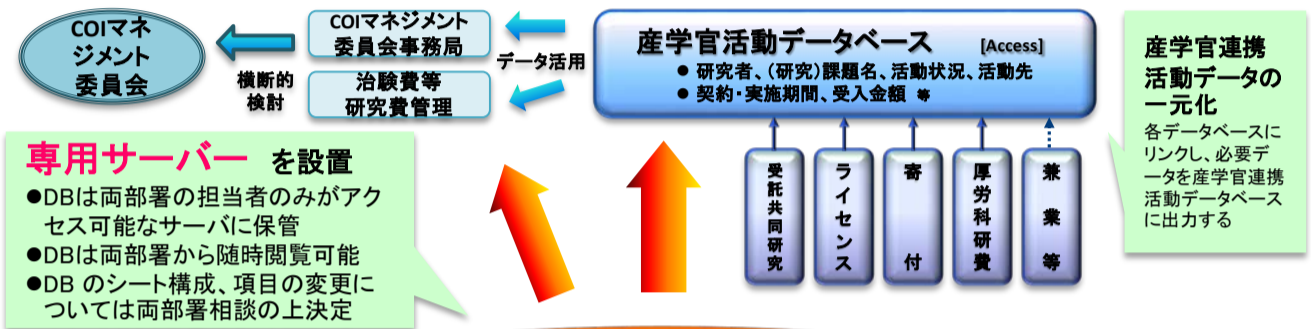 COIマネ
ジメント
委員会
横断的
検討
COIマネジメント
委員会事務局
治験費等
研究費管理
データ活用
産学官活動データベース [Access]
● 研究者、(研究)課題名、活動状況、活動先
● 契約・実施期間、受入金額 等
受託共同研究
ライセンス
寄付
厚労科研費
兼業等
産学官連携
活動データの
一元化
各データベースに
リンクし、必要デ
ータを産学官連携
活動データベース
に出力する
専用サーバー を設置
●DBは両部署の担当者のみがアク
セス可能なサーバに保管
●DBは両部署から随時閲覧可能
●DB のシート構成、項目の変更に
ついては両部署相談の上決定